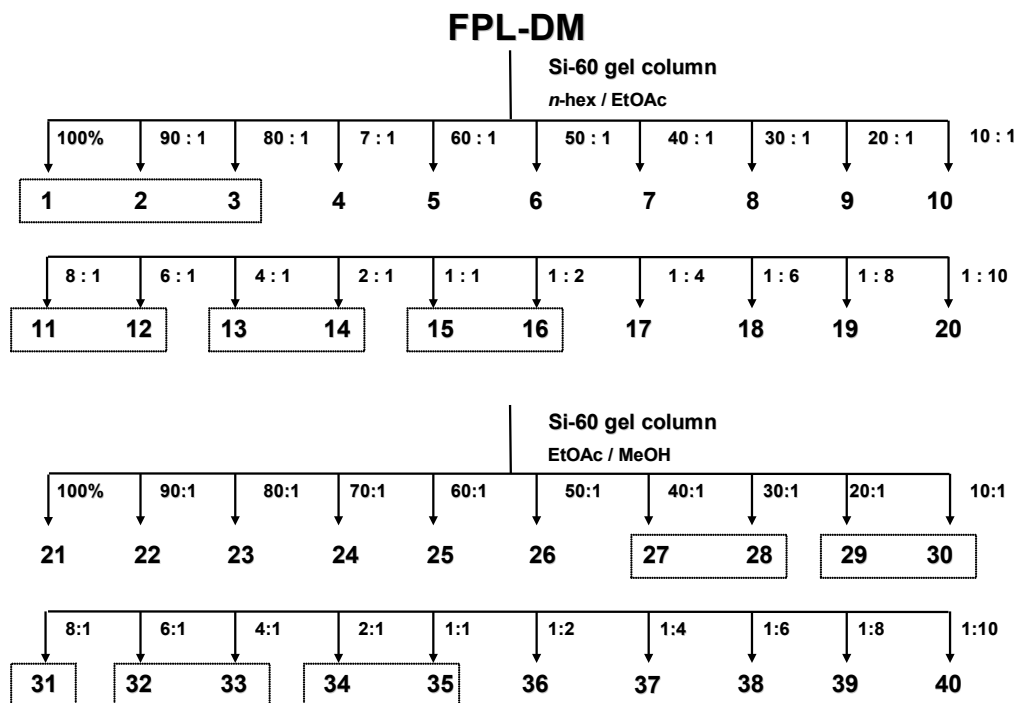 FPL-DM
Si-60 gel column
n-hex / EtOAc
100% 90 : 1 80 : 1 7 : 1 60 : 1 50 : 1 40 : 1 30 : 1 20 : 1 10 : 1
1 2 3 4 5 6 7 8 9 10
8 : 1 6 : 1 4 : 1 2 : 1 1 : 1 1 : 2 1 : 4 1 : 6 1 : 8 1 : 10
11 12 13 14 15 16 17 18 19 20
Si-60 gel column
EtOAc / MeOH
100% 90:1 80:1 70:1 60:1 50:1 40:1 30:1 20:1 10:1
21 22 23 24 25 26 27 28 29 30
8:1 6:1 4:1 2:1 1:1 1:2 1:4 1:6 1:8 1:10
31 32 33 34 35 36 37 38 39 40